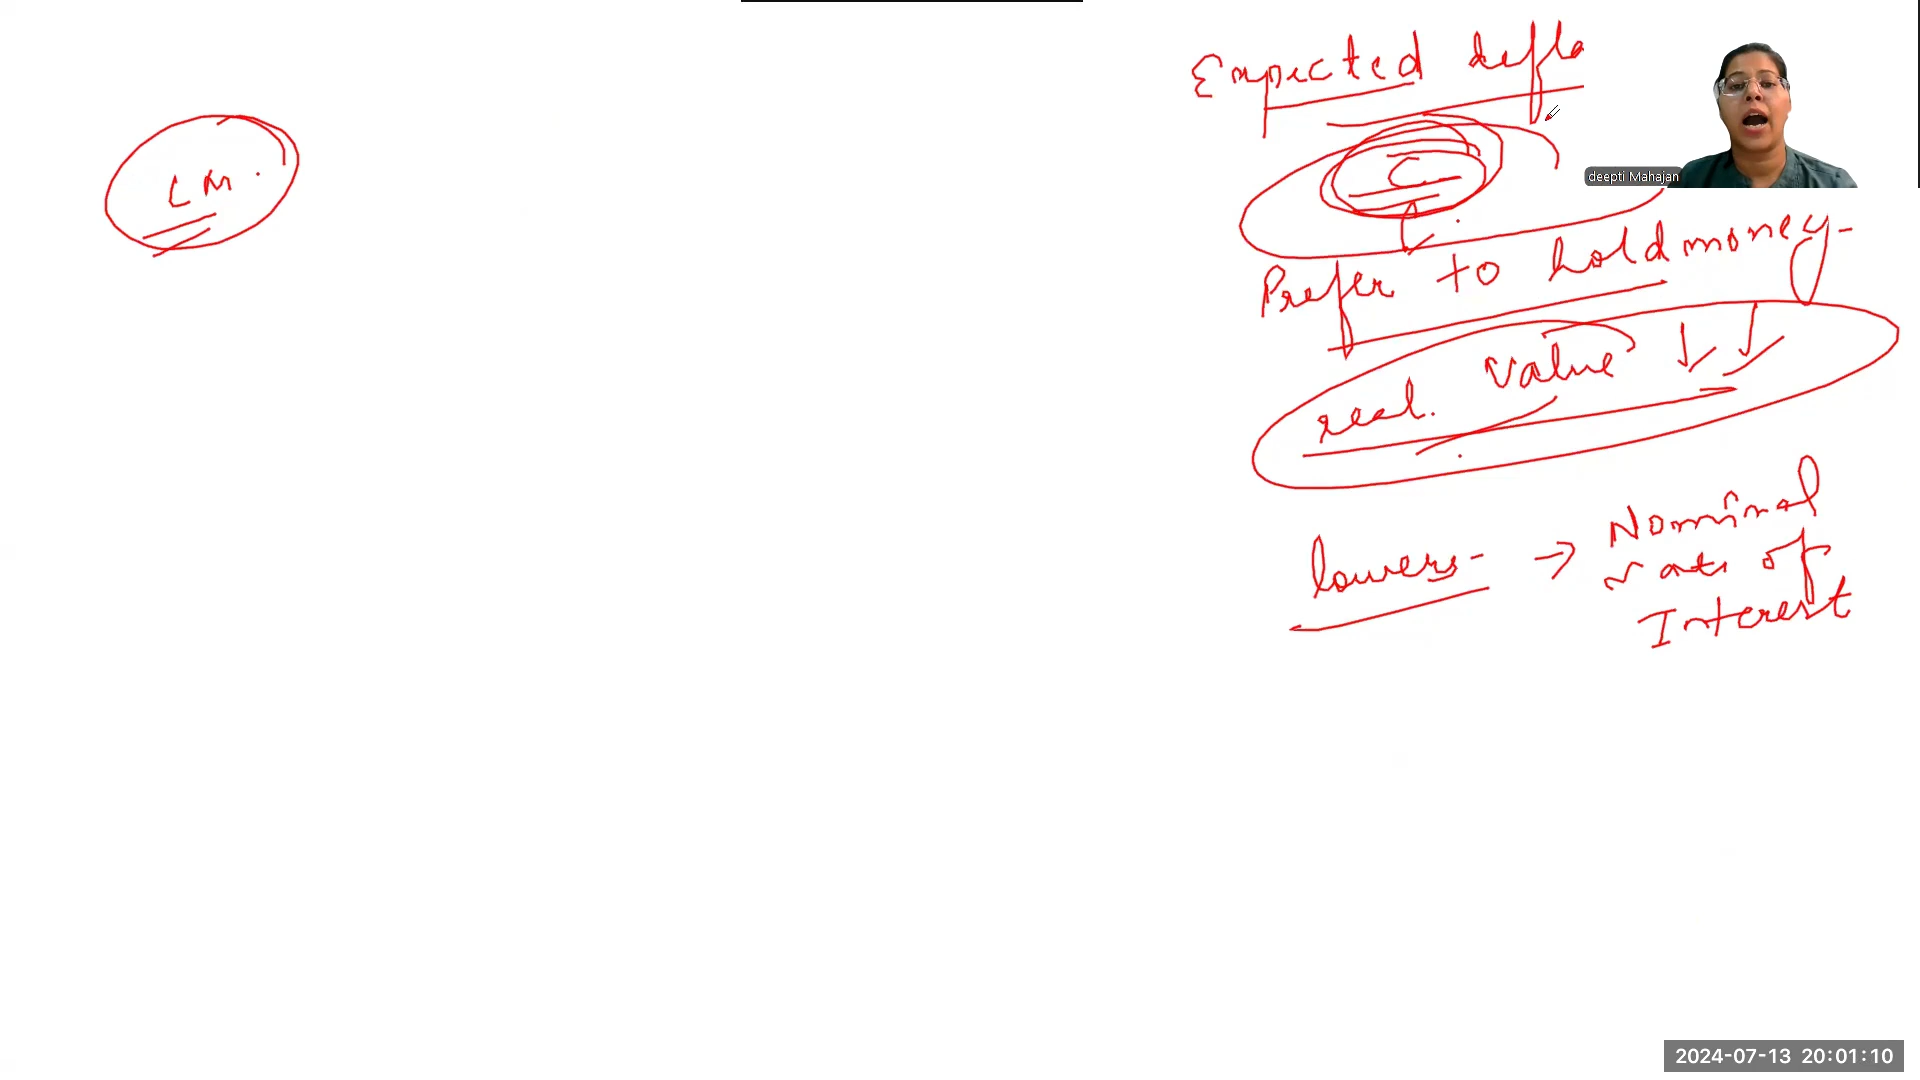 Expected defla
LM.
C
Prefer to hold money-
real. Value ↓↓
lowers- → Nominal
rate of
Interest
deepti Mahajan
2024-07-13 20:01:10